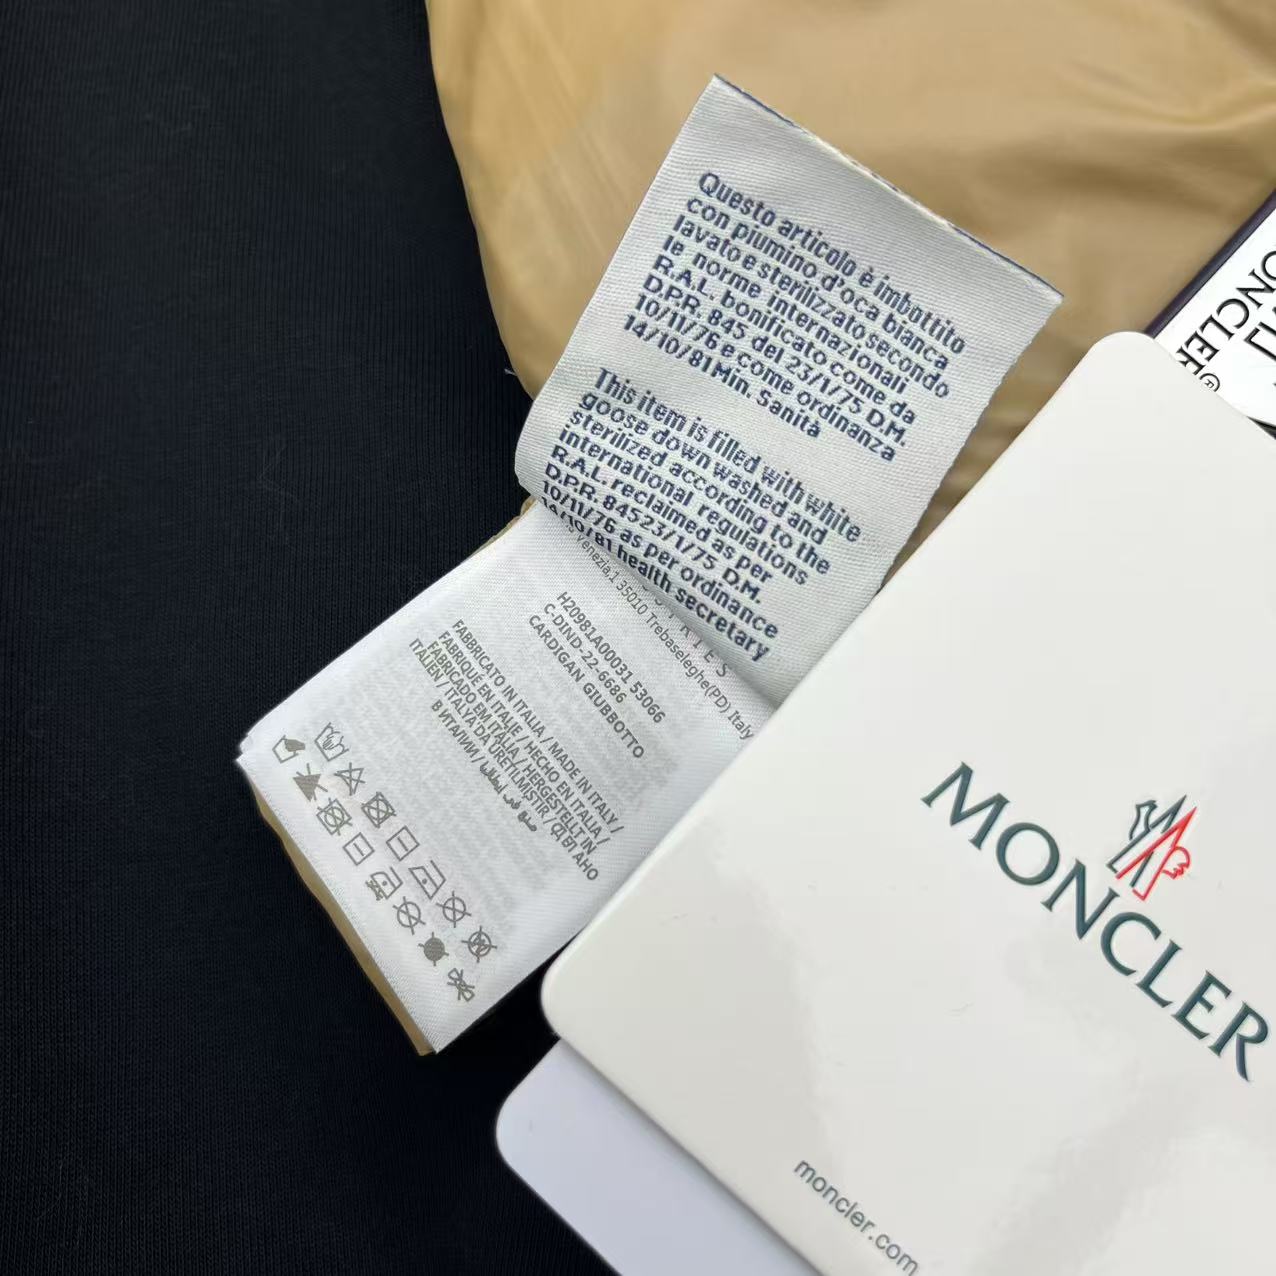 Questo articolo è imbottito
con piumino d'oca bianca
lavato e sterilizzato secondo
le norme internazionali
R.A.L. bonificato come da
D.P.R. 845 del 23/1/75 D.M.
10/11/76 e come ordinanza
14/10/81 Min. Sanità
This item is filled with white
goose down washed and
sterilized according to the
international regulations
R.A.L. reclaimed as per
D.P.R. 84523/1/75 D.M.
10/11/76 as per ordinance
14/10/81 health secretary
Venezia,1 35010 Trebaseleghe(PD) Italy
H20981A00031 53066
C-DIND-22-6686
CARDIGAN GIUBBOTTO
FABBRICATO IN ITALIA / MADE IN ITALY /
FABRIQUÉ EN ITALIE / HECHO EN ITALIA /
FABRICADO EM ITALIA / HERGESTELLT IN
ITALIEN / ITALYA'DA URETILMISTIR /
В ИТАЛИИ /
MONCLER
moncler.com
ONCLER®